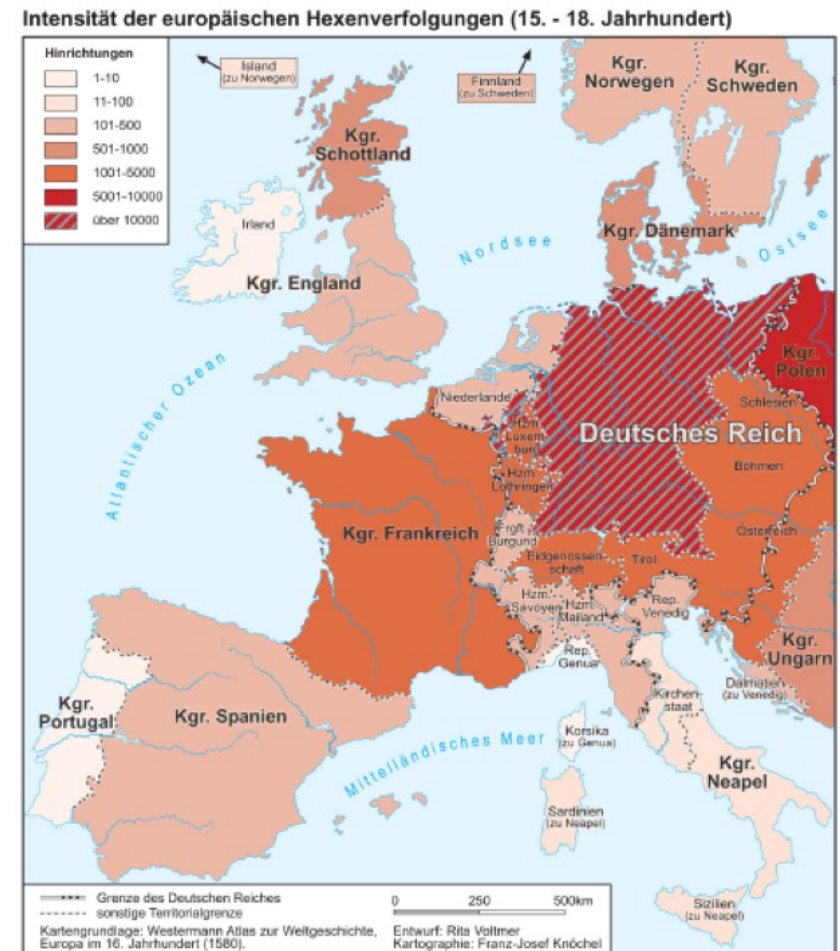 Intensität der europäischen Hexenverfolgungen (15. - 18. Jahrhundert)
Hinrichtungen
1-10
11-100
101-500
501-1000
1001-5000
5001-10000
über 10000
Island
(zu Norwegen)
Finnland
(zu Schweden)
Kgr.
Norwegen
Kgr.
Schweden
Kgr.
Schottland
Irland
Kgr. England
Nordsee
Kgr. Dänemark
Ostsee
Atlantischer Ozean
Kgr.
Polen
Niederlande
Schlesien
Hzm.
Luxem
burg
Deutsches Reich
Böhmen
Hzm.
Lothringen
Kgr. Frankreich
Frgft
Burgund
Österreich
Eidgenossen-
schaft
Tirol
Hzm.
Savoyen
Hzm.
Mailand
Rep.
Venedig
Rep.
Genua
Kgr.
Ungarn
Dalmatien
(zu Venedig)
Kirchen-
staat
Kgr.
Portugal
Kgr. Spanien
Mittelländisches Meer
Korsika
(zu Genua)
Kgr.
Neapel
Sardinien
(zu Neapel)
Sizilien
(zu Neapel)
Grenze des Deutschen Reiches
sonstige Territorialgrenze
0 250 500km
Kartengrundlage: Westermann Atlas zur Weltgeschichte,
Europa im 16. Jahrhundert (1580).
Entwurf: Rita Voltmer
Kartographie: Franz-Josef Knöchel